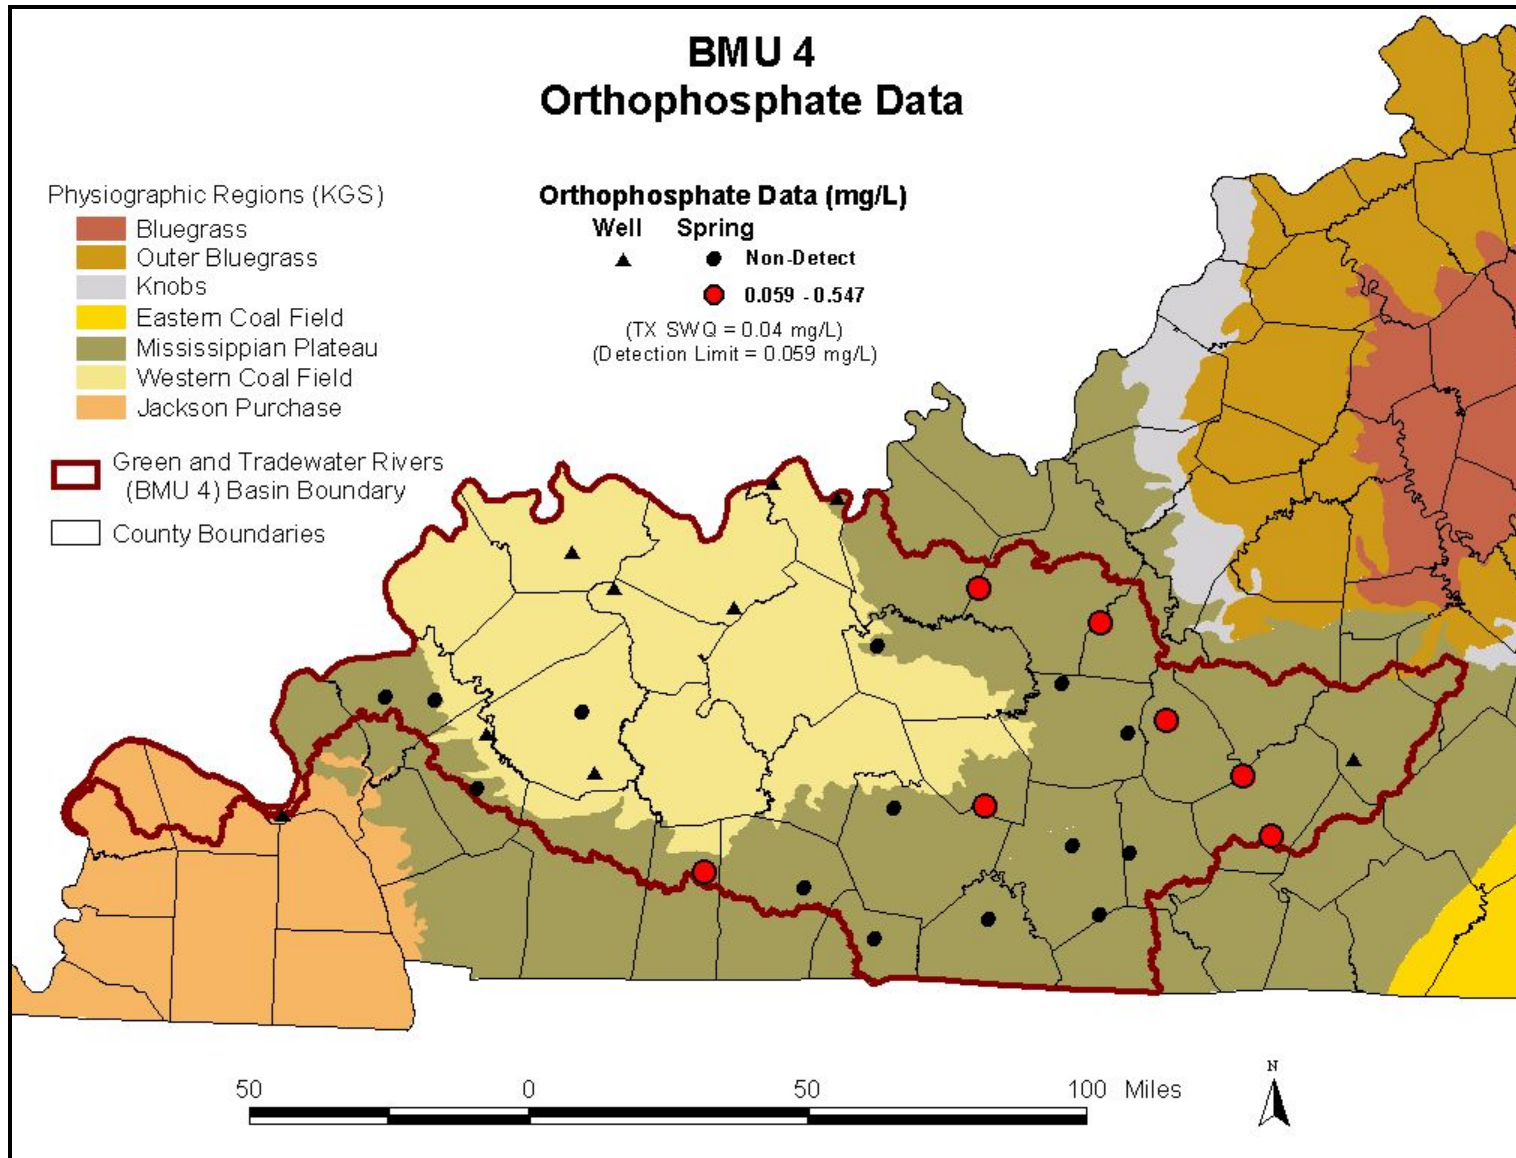 BMU 4
Orthophosphate Data
Physiographic Regions (KGS)
Bluegrass
Outer Bluegrass
Knobs
Eastern Coal Field
Mississippian Plateau
Western Coal Field
Jackson Purchase
Green and Tradewater Rivers
(BMU 4) Basin Boundary
County Boundaries
Orthophosphate Data (mg/L)
Well Spring
Non-Detect
0.059 - 0.547
(TX SWQ = 0.04 mg/L)
(Detection Limit = 0.059 mg/L)
50 0 50 100 Miles
N